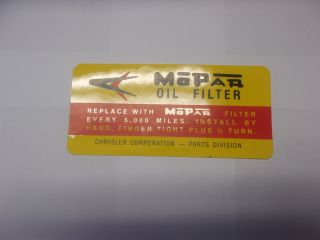 MOPAR
OIL FILTER
REPLACE WITH MOPAR FILTER
EVERY 5,000 MILES. INSTALL BY
HAND, FINGER TIGHT PLUS ½ TURN.
CHRYSLER CORPORATION — PARTS DIVISION